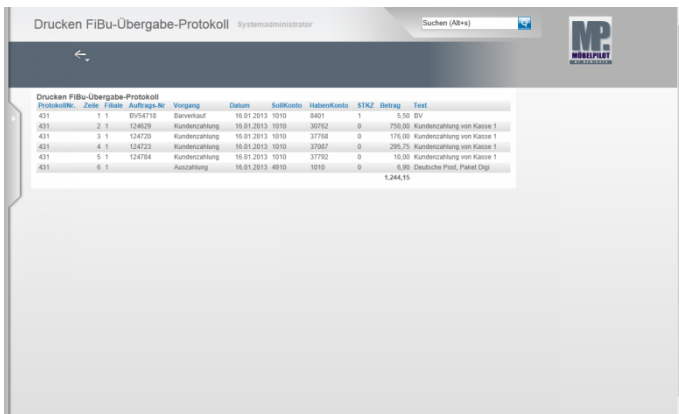 Drucken FiBu-Übergabe-Protokoll Systemadministrator Suchen (Alt+s)
MP.
MÖBELPILOT
Drucken FiBu-Übergabe-Protokoll
ProtokollNr. Zeile Filiale Auftrags-Nr Vorgang Datum SollKonto HabenKonto STKZ Betrag Test
431 1 1 BV54718 Barverkauf 16.01.2013 1010 8401 1 5,50 BV
431 2 1 124629 Kundenzahlung 16.01.2013 1010 30762 0 750,00 Kundenzahlung von Kasse 1
431 3 1 124720 Kundenzahlung 16.01.2013 1010 37768 0 176,00 Kundenzahlung von Kasse 1
431 4 1 124723 Kundenzahlung 16.01.2013 1010 37087 0 295,75 Kundenzahlung von Kasse 1
431 5 1 124784 Kundenzahlung 16.01.2013 1010 37792 0 10,00 Kundenzahlung von Kasse 1
431 6 1 Auszahlung 16.01.2013 4910 1010 0 6,90 Deutsche Post, Paket Digi
1.244,15